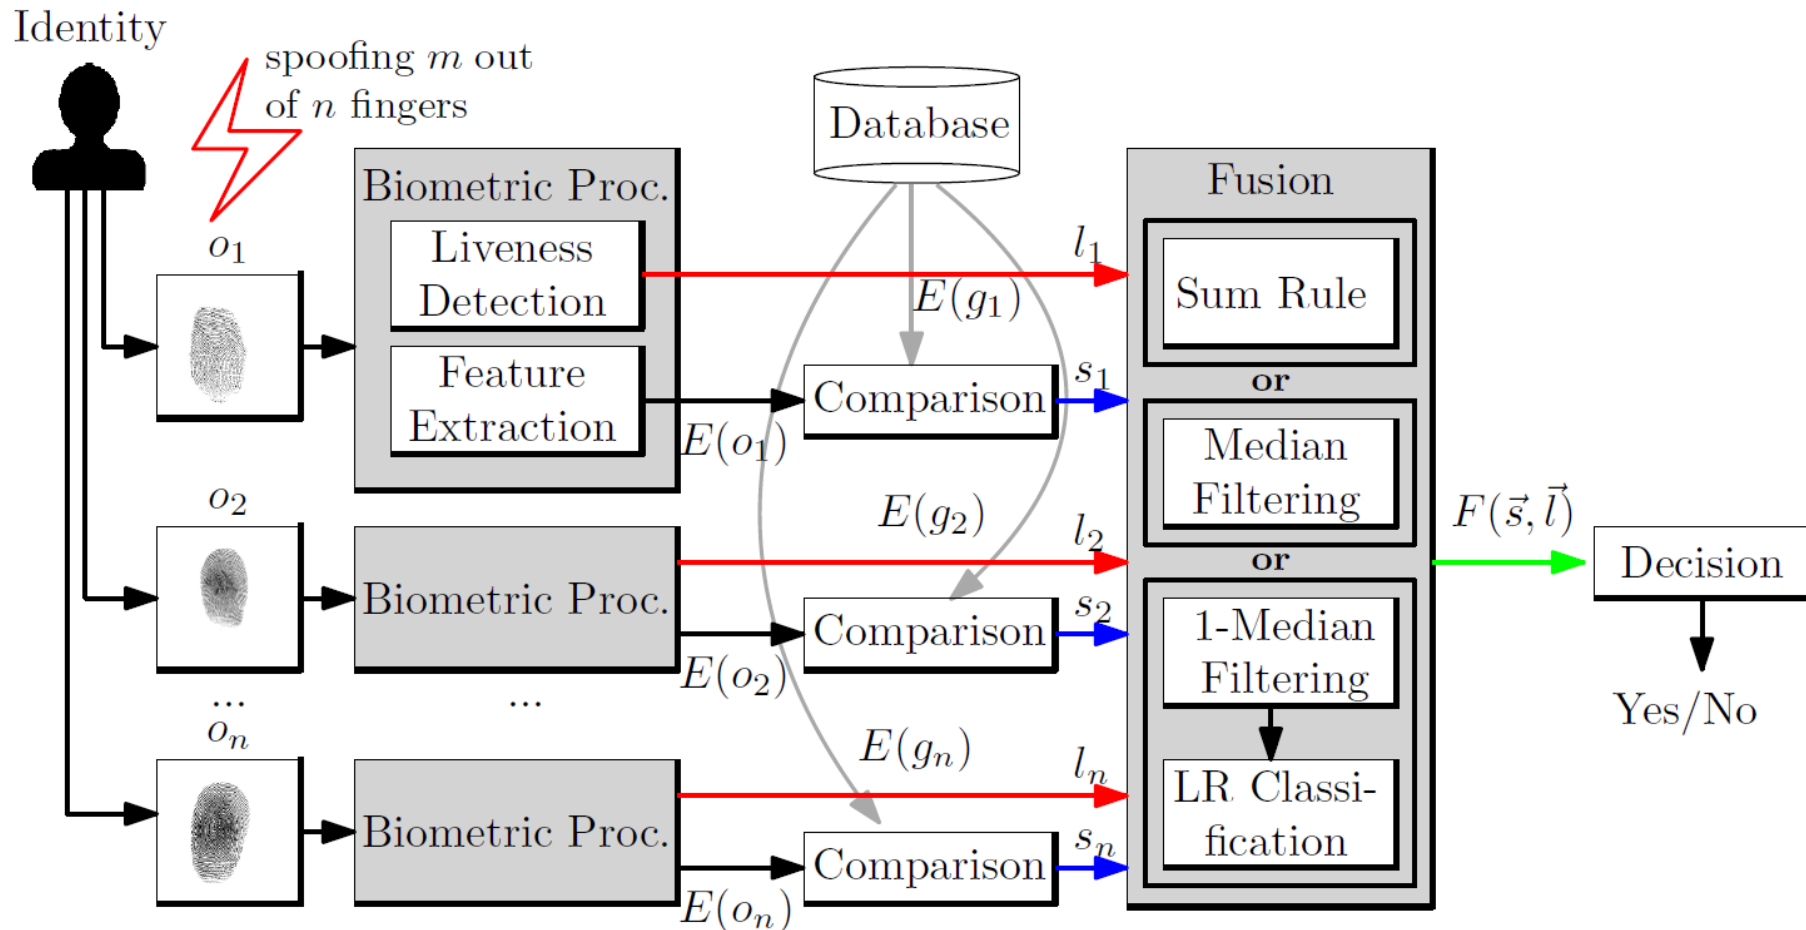 Identity
spoofing m out
of n fingers
Database
Biometric Proc.
Fusion
o₁
Liveness
Detection
l₁
Sum Rule
E(g₁)
Feature
Extraction
Comparison
s₁
or
E(o₁)
Median
Filtering
o₂
E(g₂)
l₂
F(s⃗, l⃗)
or
Biometric Proc.
Decision
Comparison
s₂
1-Median
Filtering
E(o₂)
...
...
Yes/No
oₙ
E(gₙ)
lₙ
LR Classi-
fication
Biometric Proc.
Comparison
sₙ
E(oₙ)